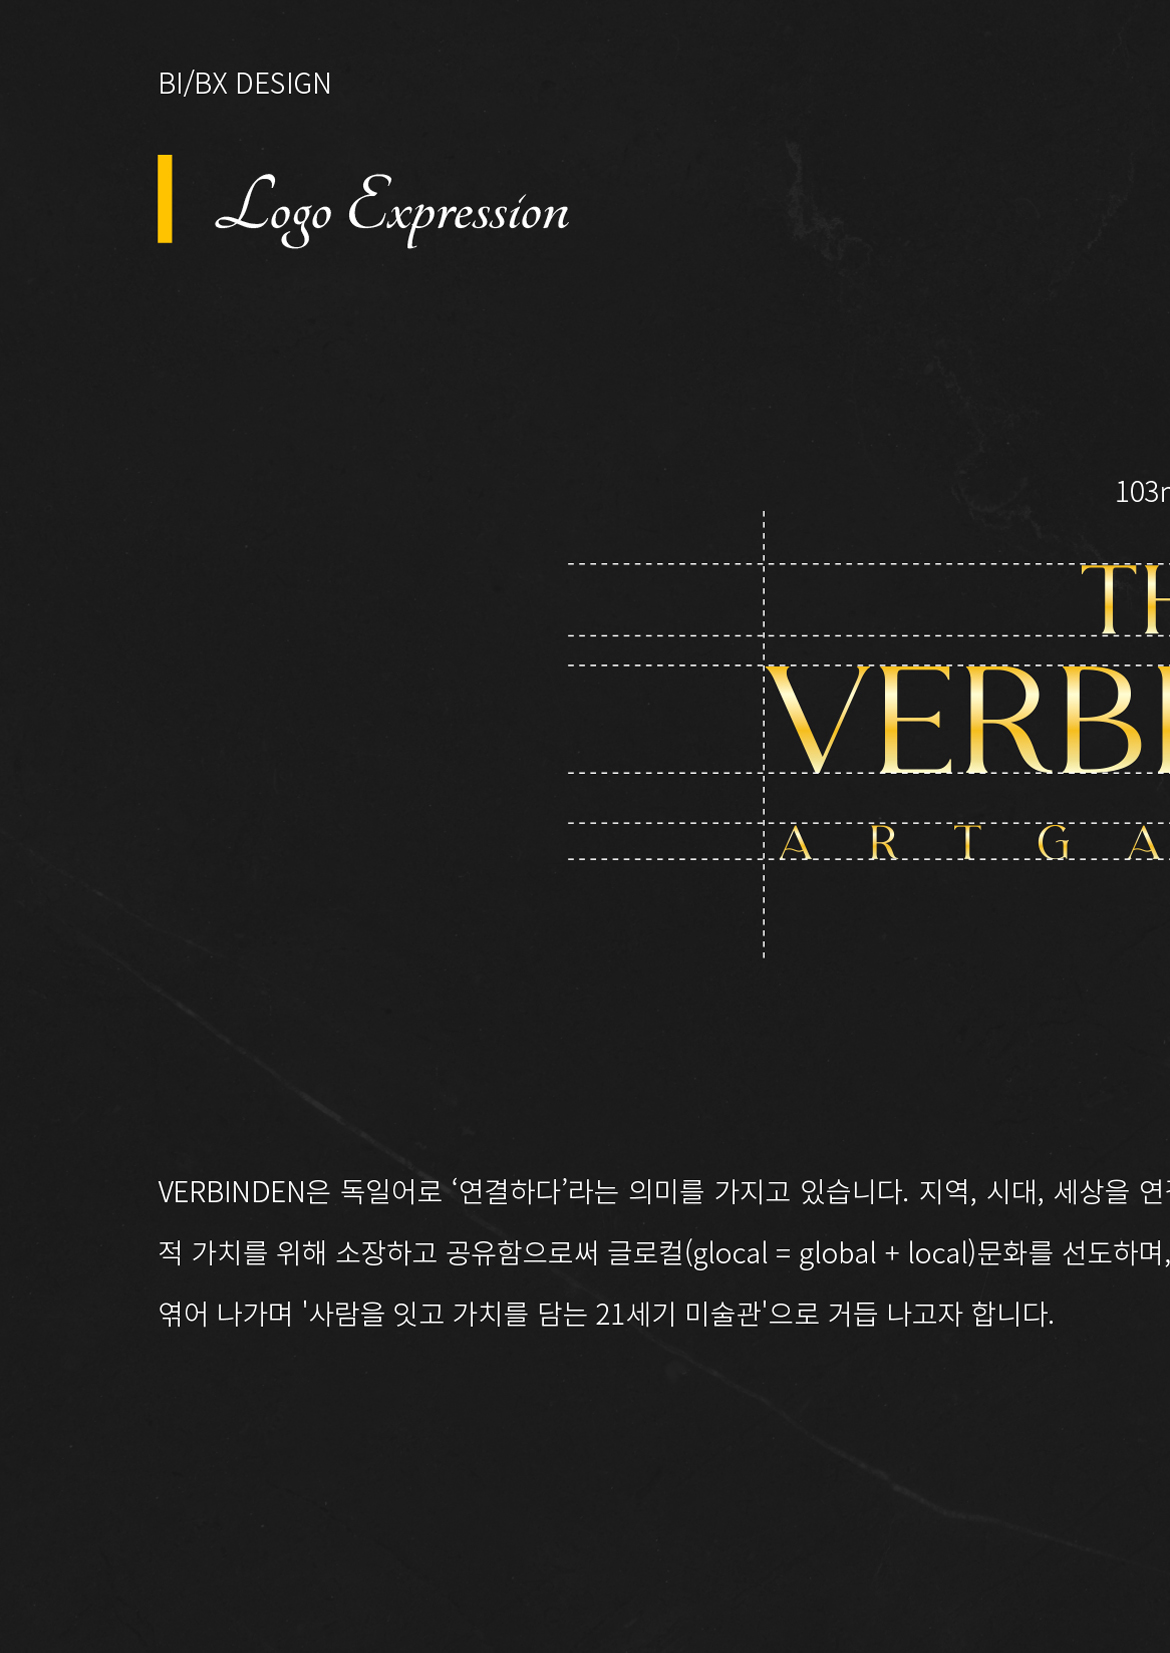 BI/BX DESIGN
Logo Expression
103
TH
VERBI
A R T G A
VERBINDEN은 독일어로 ‘연결하다’라는 의미를 가지고 있습니다. 지역, 시대, 세상을
적 가치를 위해 소장하고 공유함으로써 글로컬(glocal = global + local)문화를 선도하며,
엮어 나가며 '사람을 잇고 가치를 담는 21세기 미술관'으로 거듭 나고자 합니다.